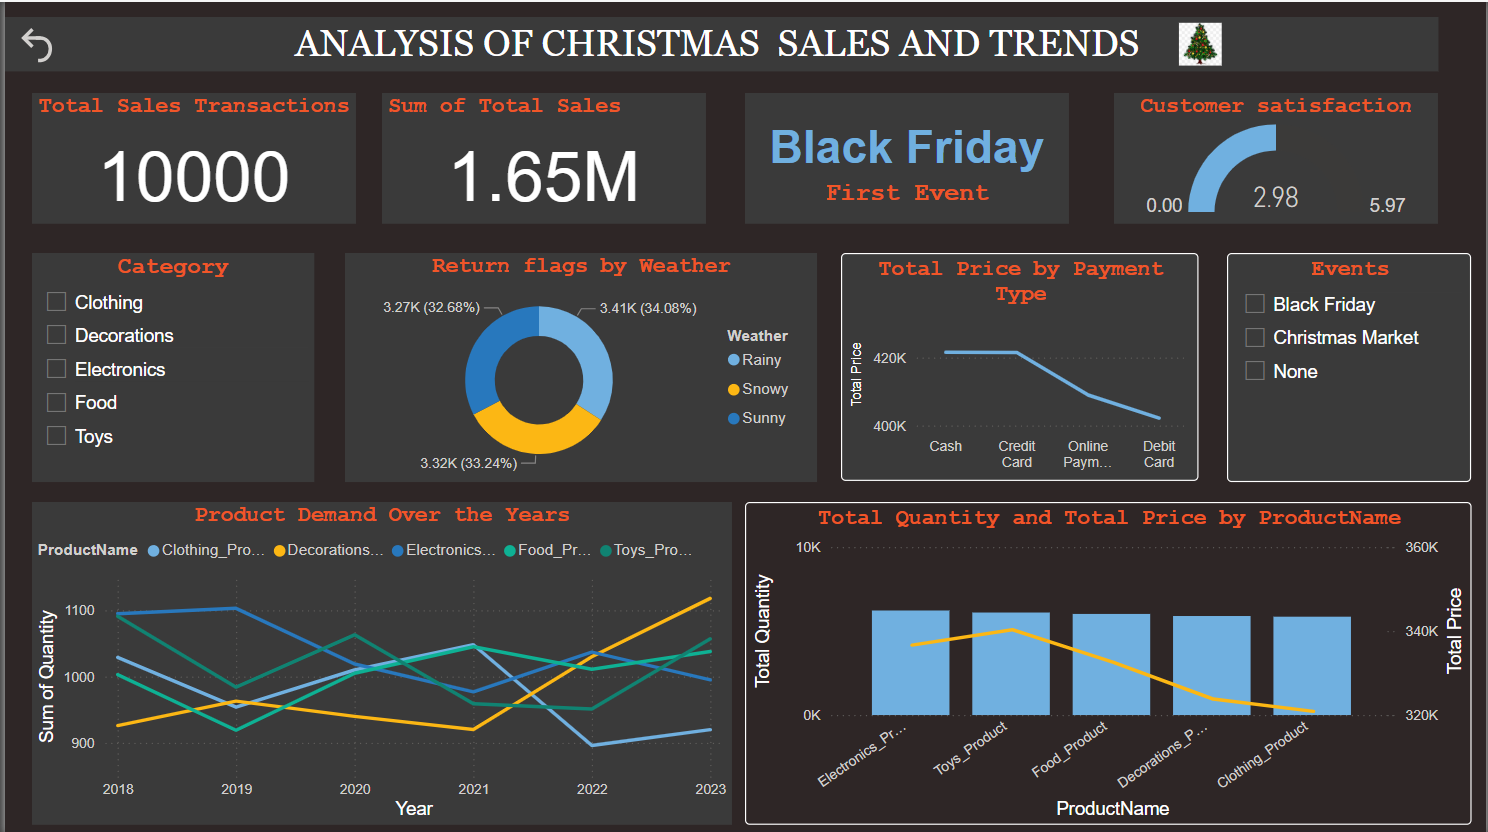 ANALYSIS OF CHRISTMAS SALES AND TRENDS
Total Sales Transactions
10000
Sum of Total Sales
1.65M
Black Friday
First Event
Customer satisfaction
0.00
2.98
5.97
Category
Clothing
Decorations
Electronics
Food
Toys
Return flags by Weather
3.27K (32.68%)
3.41K (34.08%)
3.32K (33.24%)
Weather
Rainy
Snowy
Sunny
Total Price by Payment
Type
Total Price
420K
400K
Cash
Credit
Card
Online
Paym...
Debit
Card
Events
Black Friday
Christmas Market
None
Product Demand Over the Years
ProductName Clothing_Pro... Decorations... Electronics... Food_Pr... Toys_Pro...
Sum of Quantity
1100
1000
900
2018 2019 2020 2021 2022 2023
Year
Total Quantity and Total Price by ProductName
Total Quantity
10K
0K
360K
340K
320K
Total Price
Electronics_Pr...
Toys_Product
Food_Product
Decorations_P...
Clothing_Product
ProductName